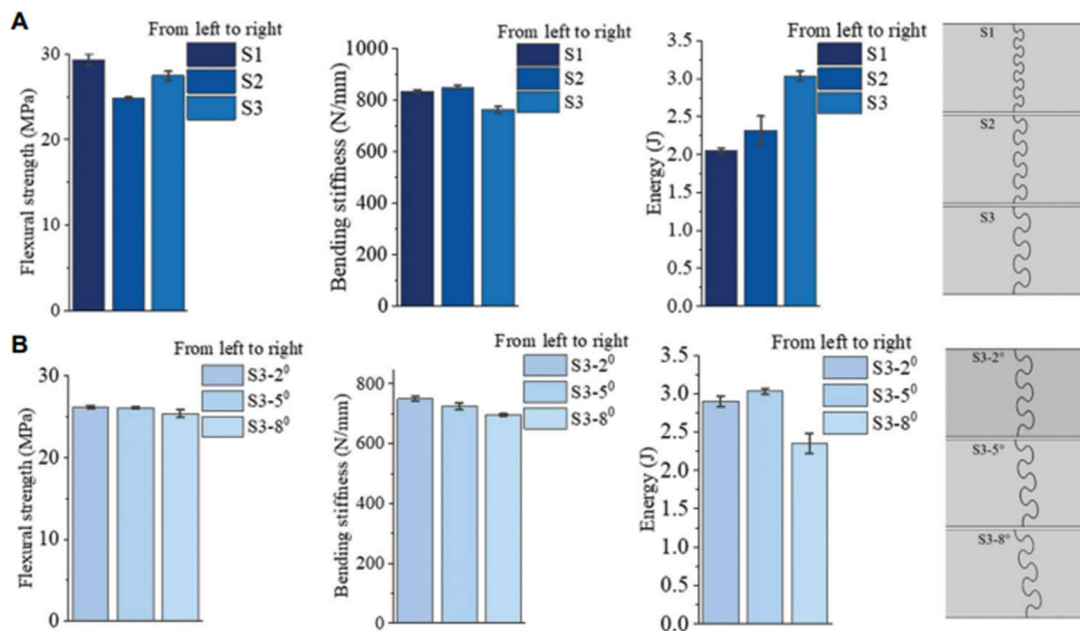 A
From left to right
S1
S2
S3
Flexural strength (MPa)
30
20
10
0
From left to right
S1
S2
S3
Bending stiffness (N/mm)
1000
800
600
400
200
0
From left to right
S1
S2
S3
Energy (J)
3.5
3.0
2.5
2.0
1.5
1.0
0.5
0.0
S1
S2
S3
B
From left to right
S3-2⁰
S3-5⁰
S3-8⁰
Flexural strength (MPa)
30
20
10
0
From left to right
S3-2⁰
S3-5⁰
S3-8⁰
Bending stiffness (N/mm)
800
600
400
200
0
From left to right
S3-2⁰
S3-5⁰
S3-8⁰
Energy (J)
3.5
3.0
2.5
2.0
1.5
1.0
0.5
0.0
S3-2°
S3-5°
S3-8°